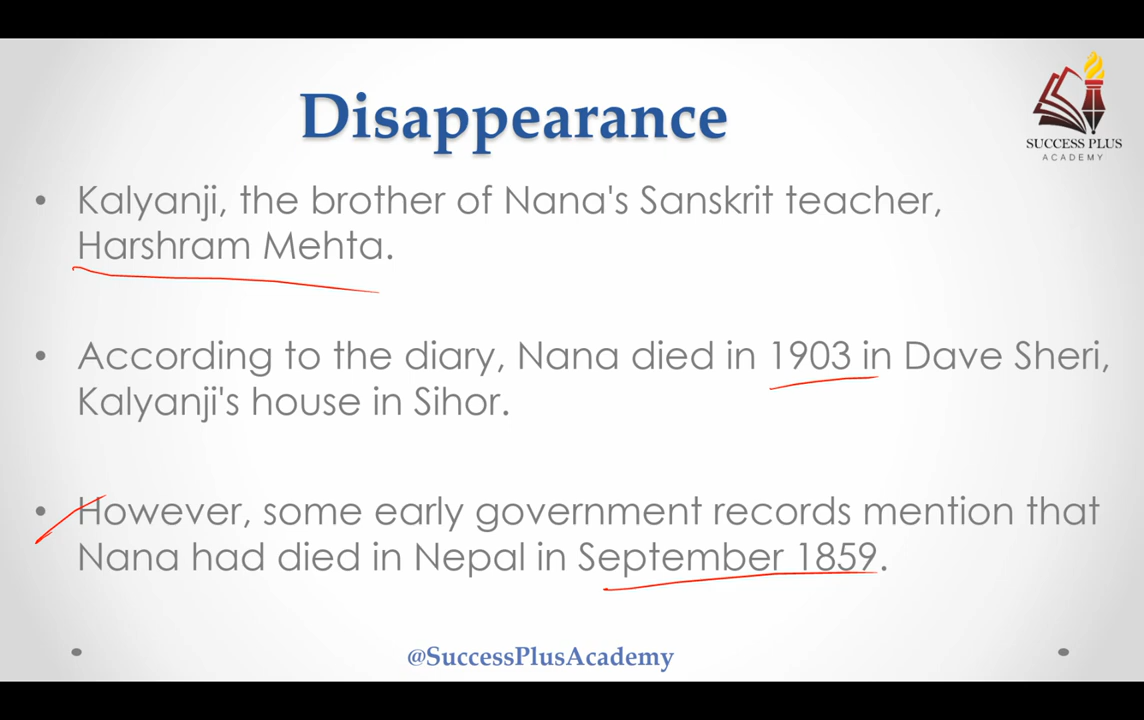 Disappearance
SUCCESS PLUS
ACADEMY
• Kalyanji, the brother of Nana's Sanskrit teacher,
Harshram Mehta.
• According to the diary, Nana died in 1903 in Dave Sheri,
Kalyanji's house in Sihor.
• However, some early government records mention that
Nana had died in Nepal in September 1859.
@SuccessPlusAcademy